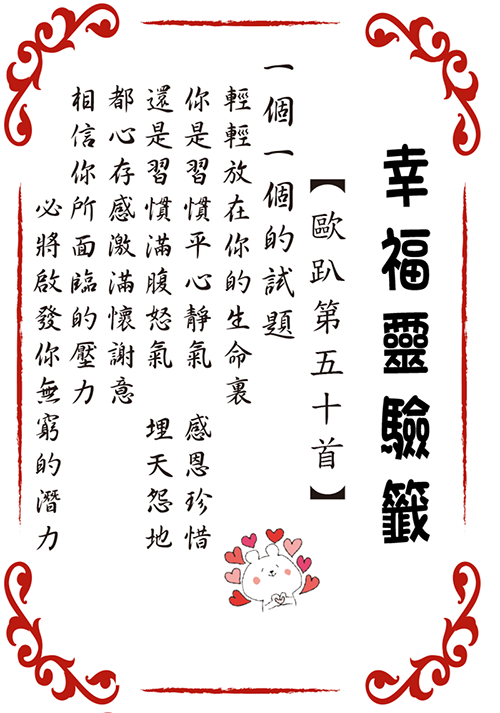 幸福靈驗籤
【歐趴第五十首】
一個一個的試題
輕輕放在你的生命裏
你是習慣平心靜氣　感恩珍惜
還是習慣滿腹怒氣　埋天怨地
都心存感激滿懷謝意
相信你所面臨的壓力
必將啟發你無窮的潛力